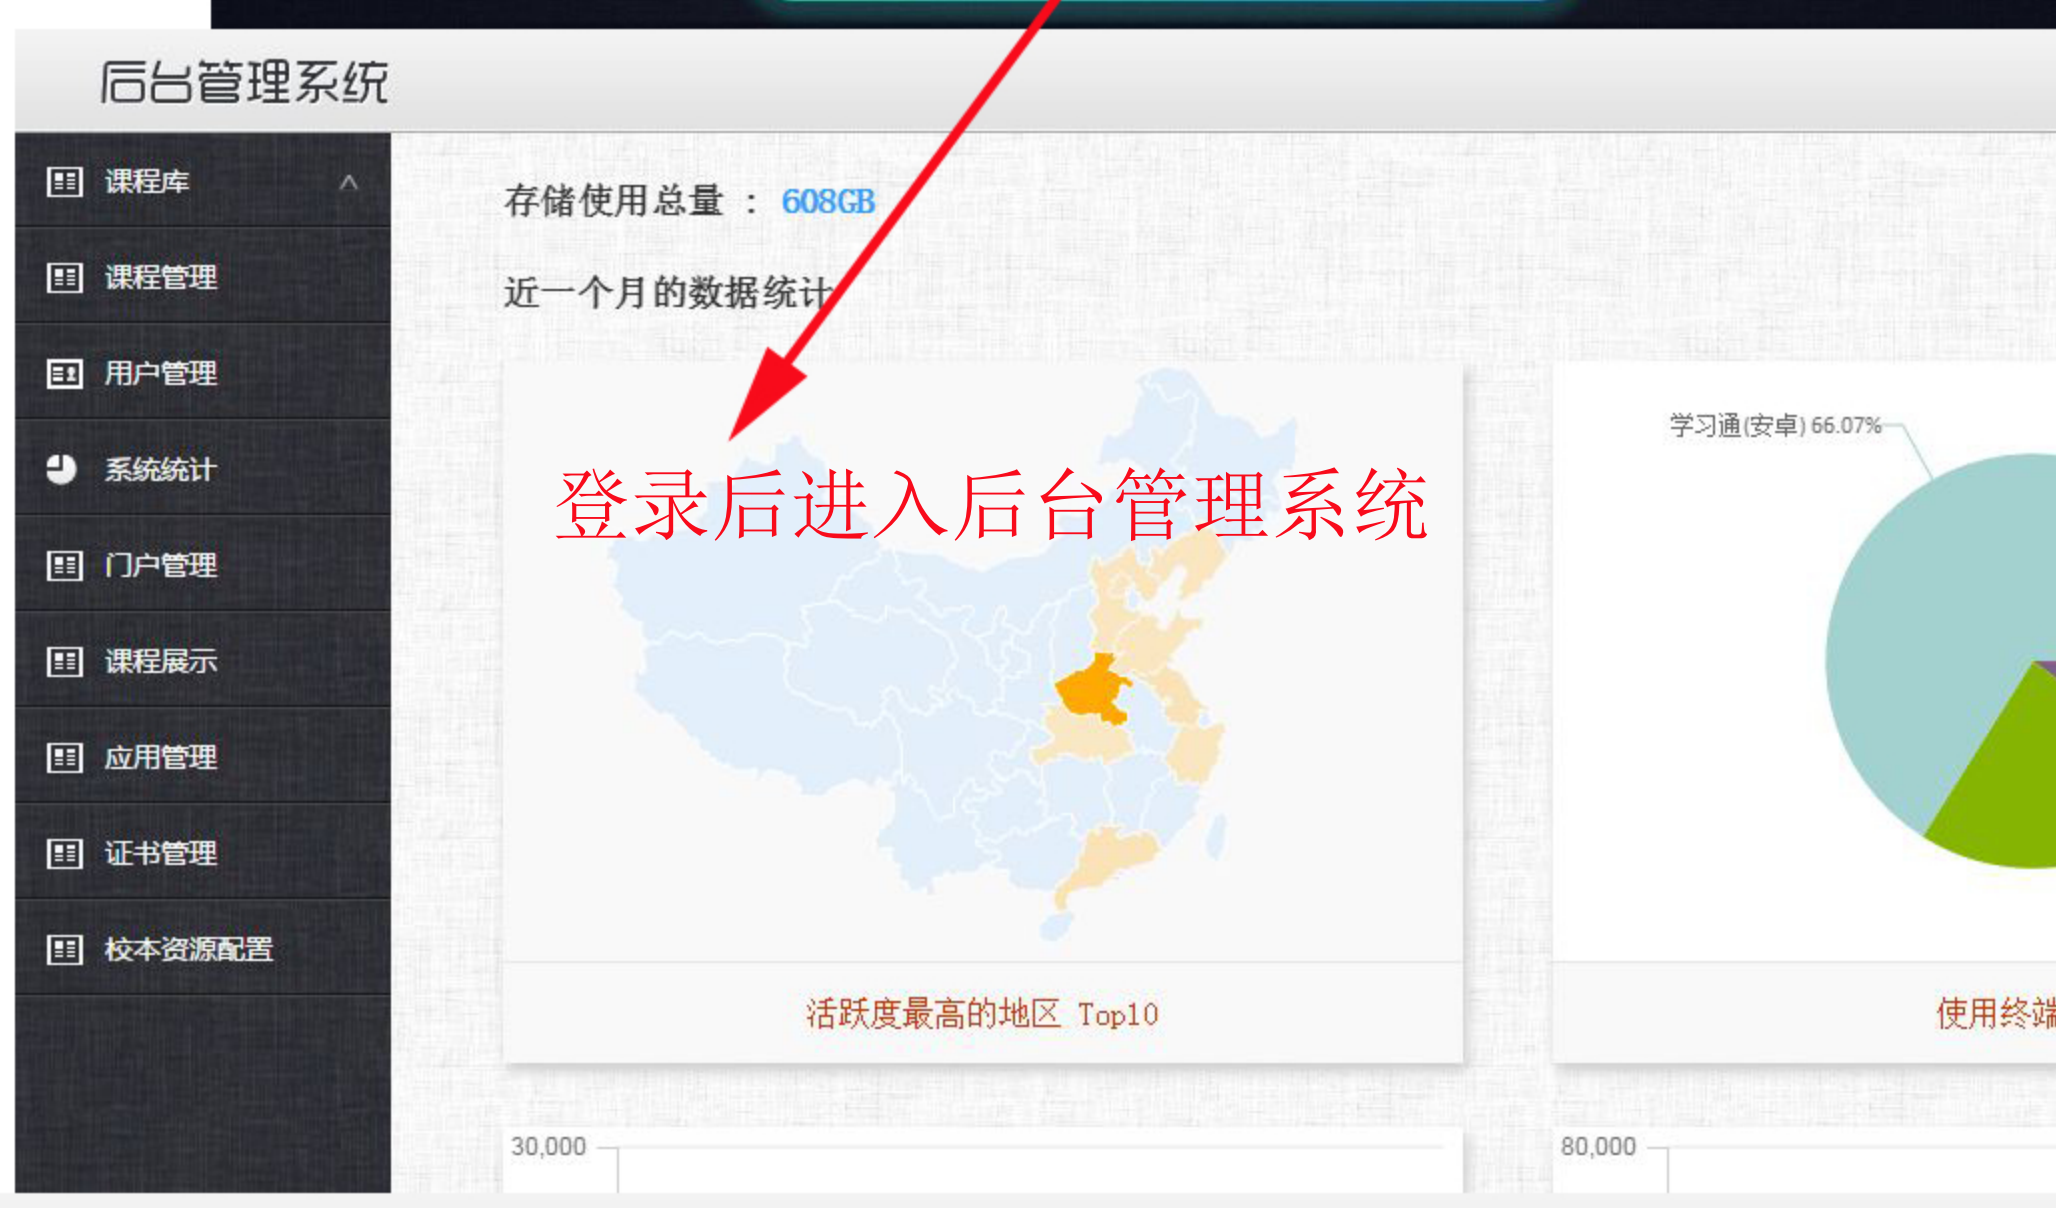 后台管理系统
课程库
课程管理
用户管理
系统统计
门户管理
课程展示
应用管理
证书管理
校本资源配置
存储使用总量 : 608GB
近一个月的数据统计
登录后进入后台管理系统
活跃度最高的地区 Top10
学习通(安卓) 66.07%
使用终端
30,000
80,000